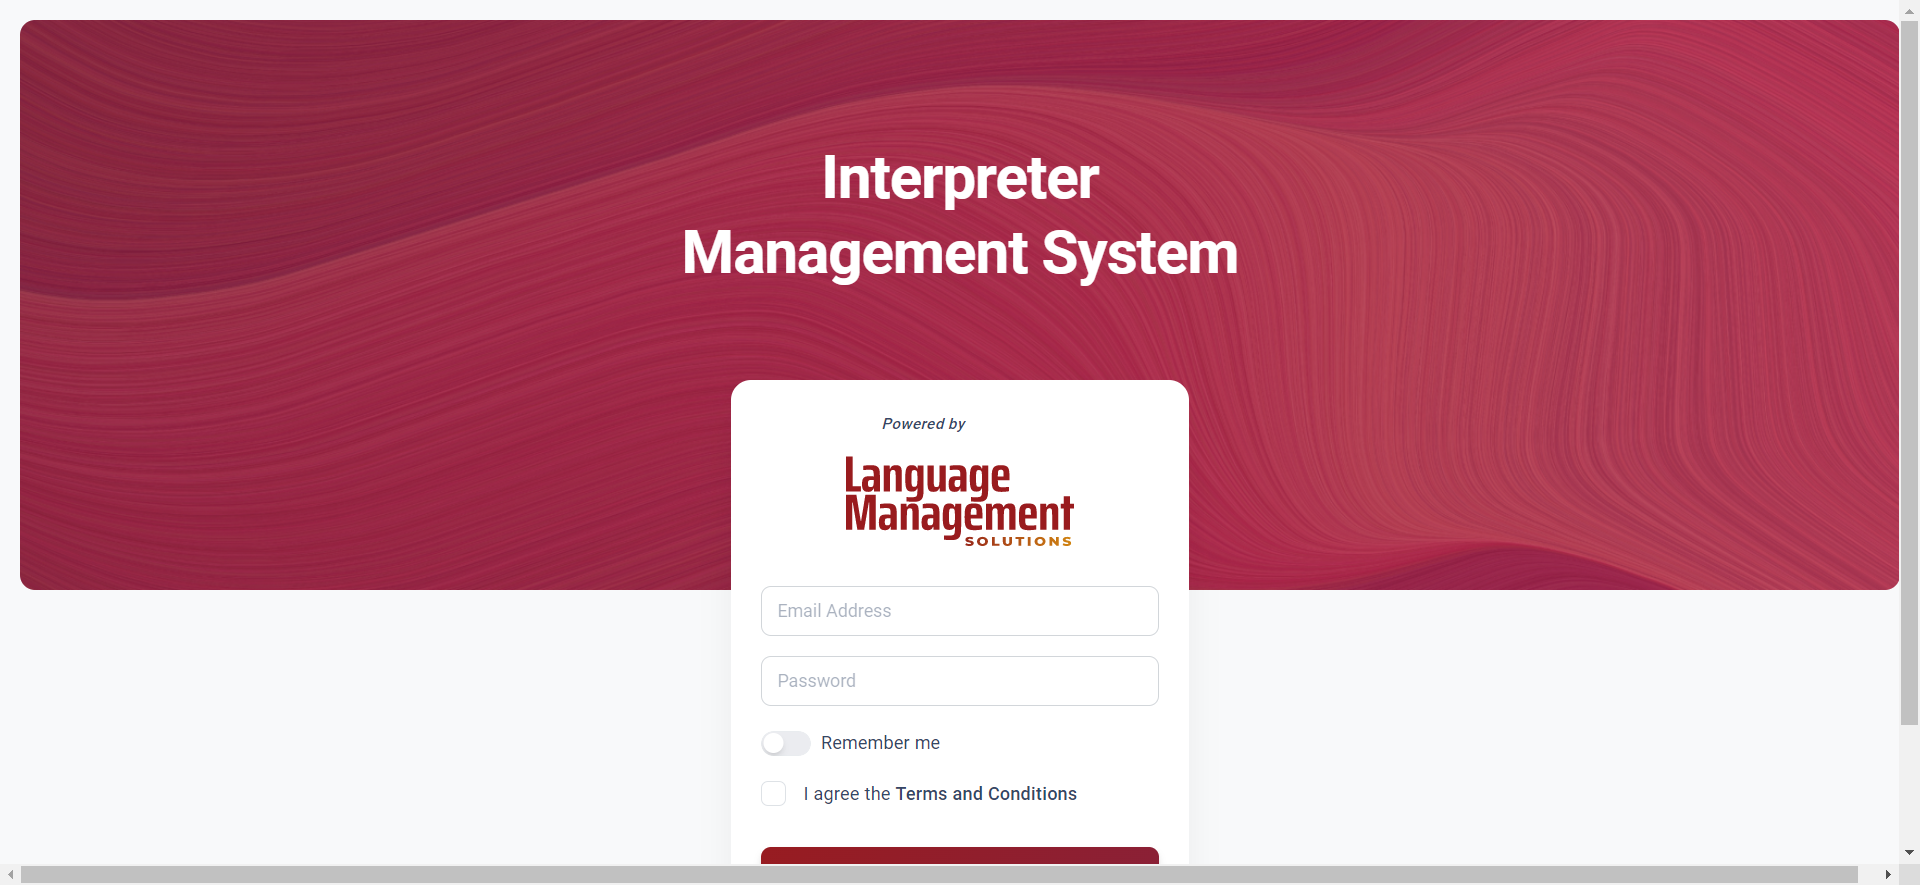 Interpreter
Management System
Powered by
Language
Management
SOLUTIONS
Email Address
Password
Remember me
I agree the Terms and Conditions